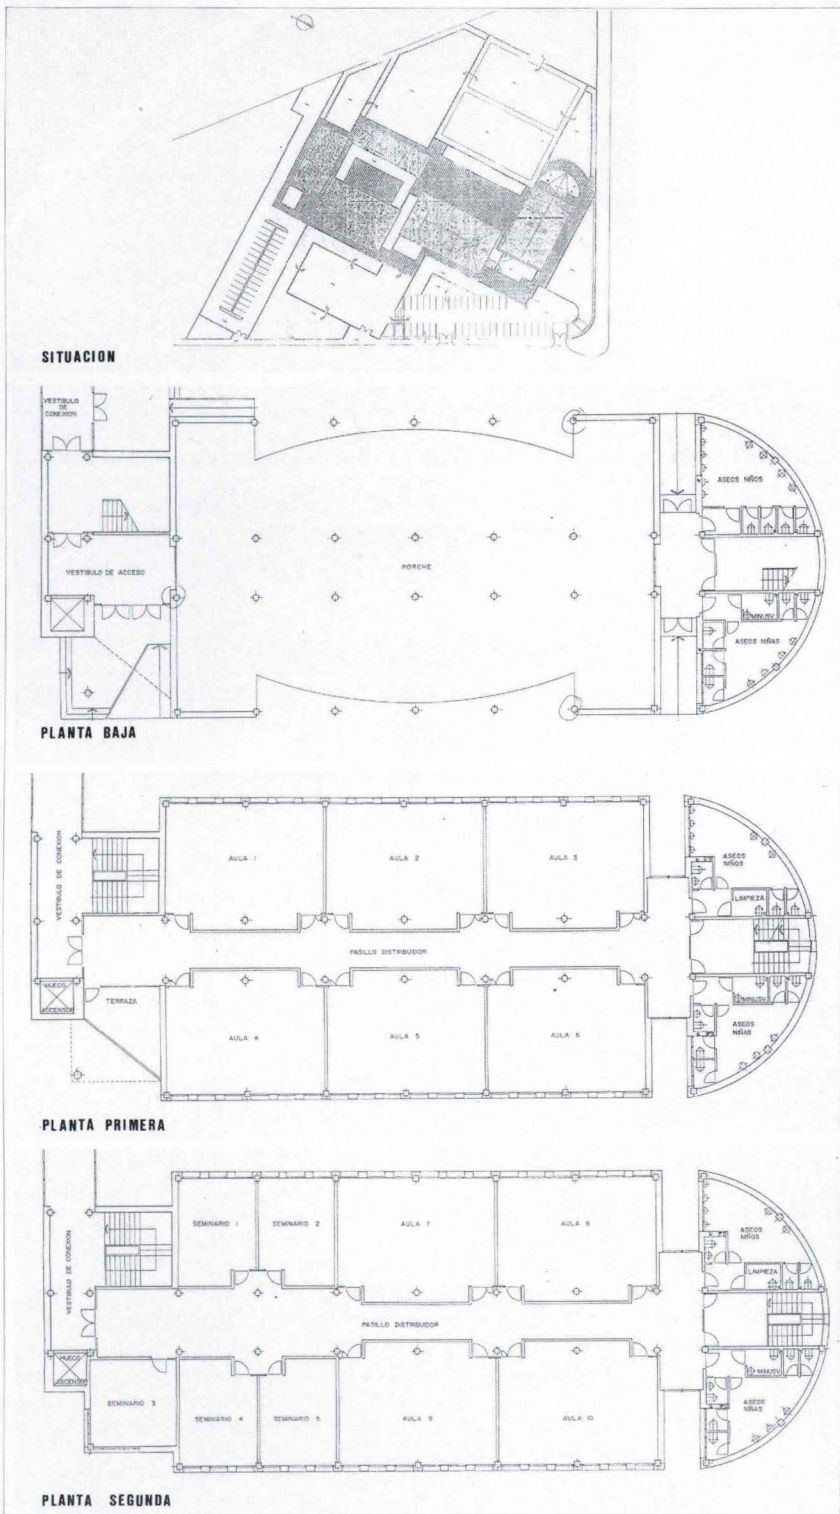 SITUACION
VESTIBULO
DE
CONEXION
ASEOS NIÑOS
VESTIBULO DE ACCESO
PORCHE
MINUSV.
ASEOS NIÑAS
PLANTA BAJA
VESTIBULO DE CONEXION
AULA 1
AULA 2
AULA 3
ASEOS
NIÑOS
LIMPIEZA
PASILLO DISTRIBUIDOR
HUECO
ASCENSOR
TERRAZA
MINUSV.
AULA 4
AULA 5
AULA 6
ASEOS
NIÑAS
PLANTA PRIMERA
VESTIBULO DE CONEXION
SEMINARIO 1
SEMINARIO 2
AULA 7
AULA 8
ASEOS
NIÑOS
LIMPIEZA
PASILLO DISTRIBUIDOR
HUECO
ASCENSOR
MINUSV.
SEMINARIO 3
SEMINARIO 4
SEMINARIO 5
AULA 9
AULA 10
ASEOS
NIÑAS
PLANTA SEGUNDA